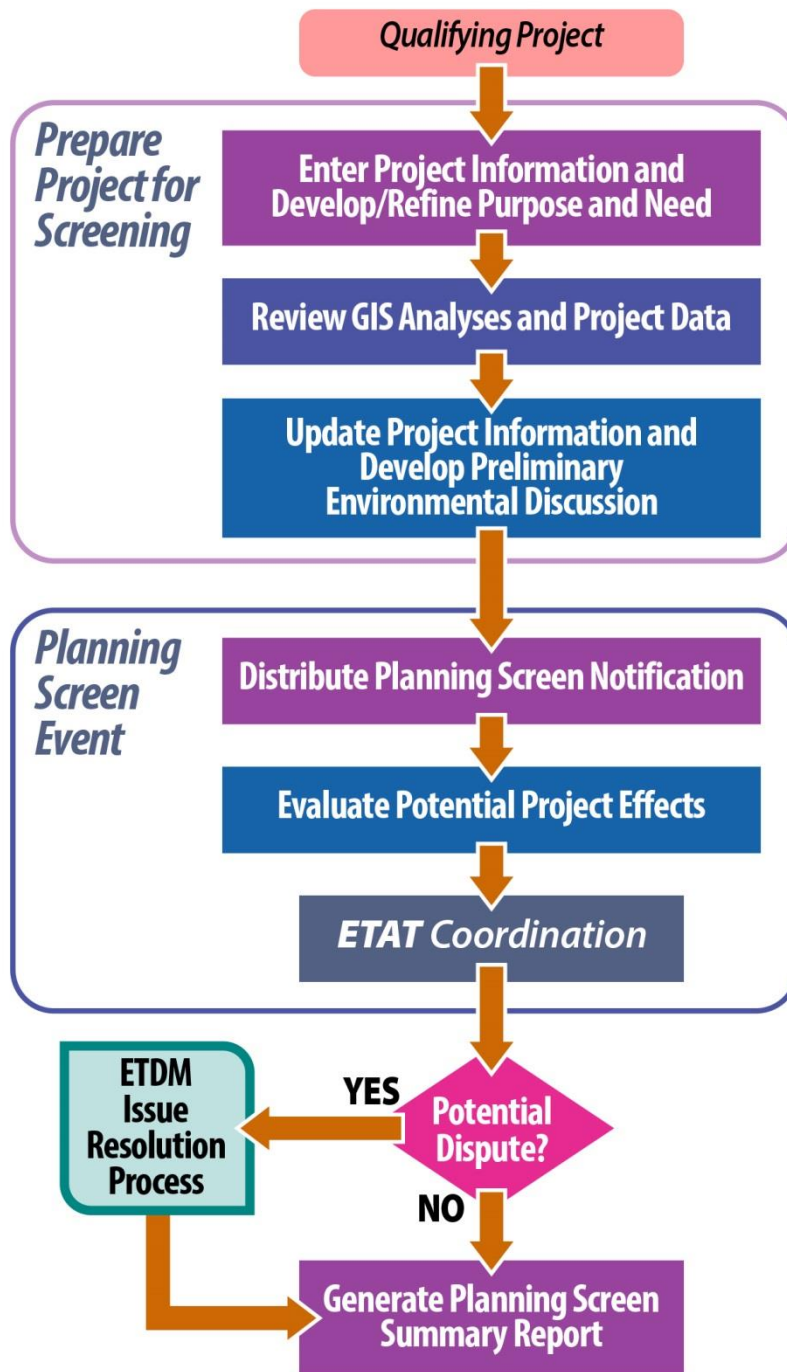 Qualifying Project
Prepare
Project for
Screening
Enter Project Information and
Develop/Refine Purpose and Need
Review GIS Analyses and Project Data
Update Project Information and
Develop Preliminary
Environmental Discussion
Planning
Screen
Event
Distribute Planning Screen Notification
Evaluate Potential Project Effects
ETAT Coordination
Potential
Dispute?
YES
ETDM
Issue
Resolution
Process
NO
Generate Planning Screen
Summary Report